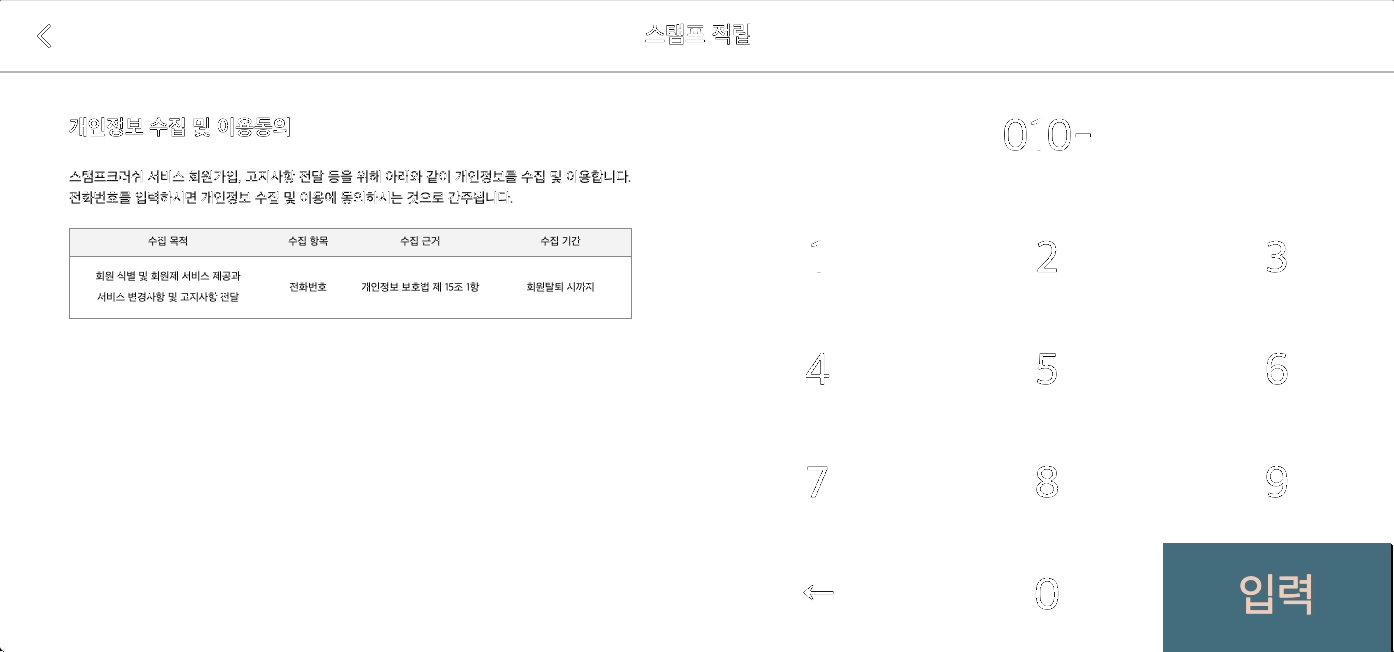 스탬프 적립
개인정보 수집 및 이용동의
스탬프크러쉬 서비스 회원가입, 고지사항 전달 등을 위해 아래와 같이 개인정보를 수집 및 이용합니다.
전화번호를 입력하시면 개인정보 수집 및 이용에 동의하시는 것으로 간주됩니다.
수집 목적 수집 항목 수집 근거 수집 기간
회원 식별 및 회원제 서비스 제공과
서비스 변경사항 및 고지사항 전달
전화번호 개인정보 보호법 제 15조 1항 회원탈퇴 시까지
010-
1 2 3
4 5 6
7 8 9
← 0 입력